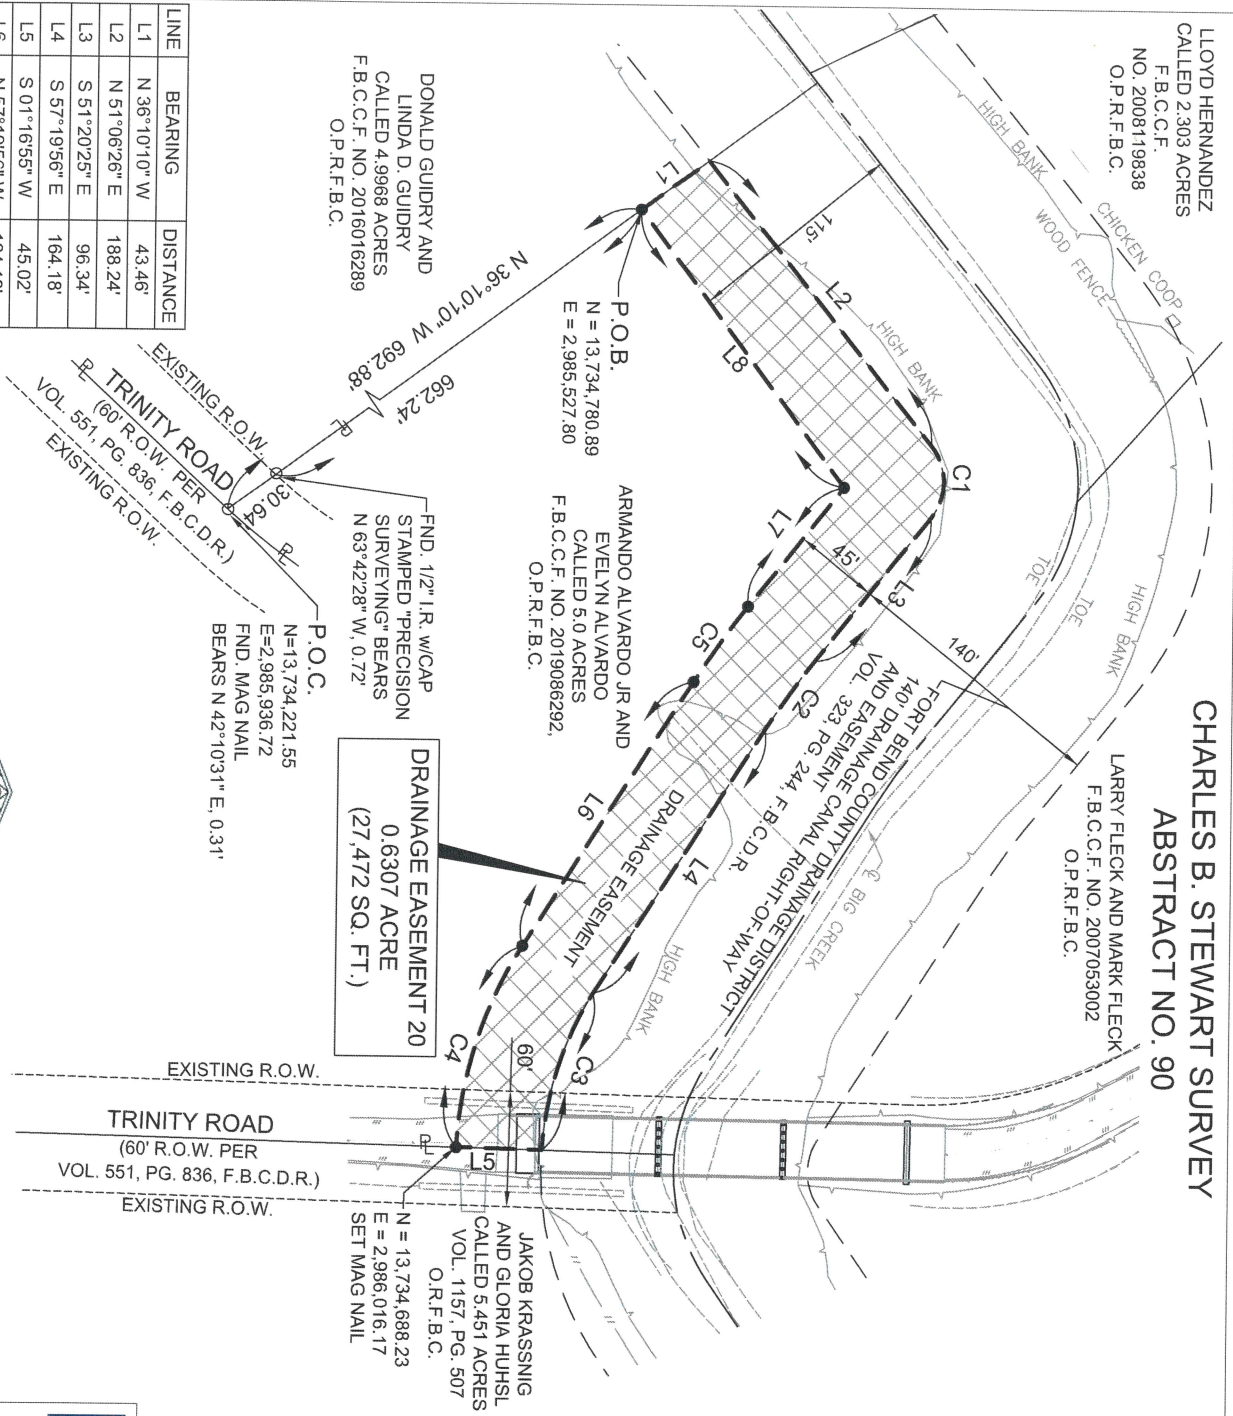 CHARLES B. STEWART SURVEY
ABSTRACT NO. 90
LLOYD HERNANDEZ
CALLED 2.303 ACRES
F.B.C.C.F.
NO. 2008119838
O.P.R.F.B.C.
HIGH BANK
CHICKEN COOP
WOOD FENCE
LARRY FLECK AND MARK FLECK
F.B.C.C.F. NO. 2007053002
O.P.R.F.B.C.
HIGH BANK
TOE
TOE
140'
FORT BEND COUNTY DRAINAGE DISTRICT
140' DRAINAGE CANAL RIGHT-OF-WAY
AND EASEMENT
VOL. 323, PG. 244, F.B.C.D.R.
℄ BIG CREEK
HIGH BANK
HIGH BANK
L1
115'
L2
L8
C1
L7
45'
L3
C5
C2
L6
L4
DRAINAGE EASEMENT
C4
60'
C3
L5
P.O.B.
N = 13,734,780.89
E = 2,985,527.80
DONALD GUIDRY AND
LINDA D. GUIDRY
CALLED 4.9968 ACRES
F.B.C.C.F. NO. 2016016289
O.P.R.F.B.C.
N 36°10'10" W 692.88'
662.24'
ARMANDO ALVARDO JR AND
EVELYN ALVARDO
CALLED 5.0 ACRES
F.B.C.C.F. NO. 2019086292,
O.P.R.F.B.C.
DRAINAGE EASEMENT 20
0.6307 ACRE
(27,472 SQ. FT.)
FND. 1/2" I.R. W/CAP
STAMPED "PRECISION
SURVEYING" BEARS
N 63°42'28" W, 0.72'
P.O.C.
N=13,734,221.55
E=2,985,936.72
FND. MAG NAIL
BEARS N 42°10'31" E, 0.31'
EXISTING R.O.W.
30.64'
TRINITY ROAD
(60' R.O.W. PER
VOL. 551, PG. 836, F.B.C.D.R.)
EXISTING R.O.W.
EXISTING R.O.W.
TRINITY ROAD
(60' R.O.W. PER
VOL. 551, PG. 836, F.B.C.D.R.)
EXISTING R.O.W.
JAKOB KRASSNIG
AND GLORIA HUHSL
CALLED 5.451 ACRES
VOL. 1157, PG. 507
O.R.F.B.C.
N = 13,734,688.23
E = 2,986,016.17
SET MAG NAIL
LINE BEARING DISTANCE
L1 N 36°10'10" W 43.46'
L2 N 51°06'26" E 188.24'
L3 S 51°20'25" E 96.34'
L4 S 57°19'56" E 164.18'
L5 S 01°16'55" W 45.02'